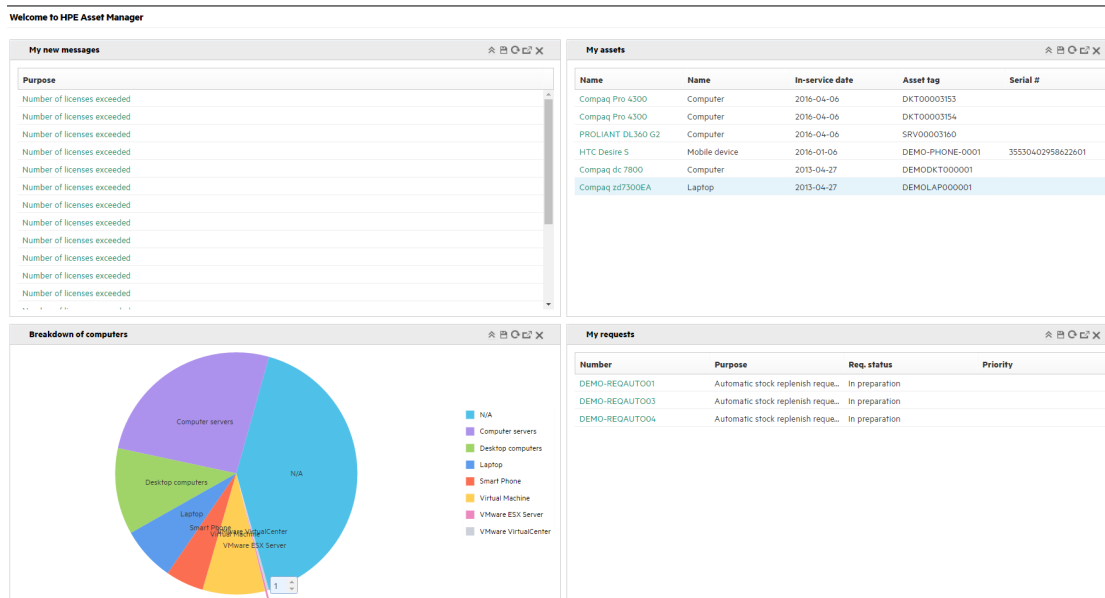 Welcome to HPE Asset Manager
My new messages
Purpose
Number of licenses exceeded
Number of licenses exceeded
Number of licenses exceeded
Number of licenses exceeded
Number of licenses exceeded
Number of licenses exceeded
Number of licenses exceeded
Number of licenses exceeded
Number of licenses exceeded
Number of licenses exceeded
Number of licenses exceeded
Number of licenses exceeded
My assets
Name Name In-service date Asset tag Serial #
Compaq Pro 4300 Computer 2016-04-06 DKT00003153
Compaq Pro 4300 Computer 2016-04-06 DKT00003154
PROLIANT DL360 G2 Computer 2016-04-06 SRV00003160
HTC Desire S Mobile device 2016-01-06 DEMO-PHONE-0001 35530402958622601
Compaq dc 7800 Computer 2013-04-27 DEMODKT000001
Compaq zd7300EA Laptop 2013-04-27 DEMOLAP000001
Breakdown of computers
Computer servers
N/A
Desktop computers
Laptop
Smart Phone
VMware VirtualCenter
Virtual Machine
VMware ESX Server
1
N/A
Computer servers
Desktop computers
Laptop
Smart Phone
Virtual Machine
VMware ESX Server
VMware VirtualCenter
My requests
Number Purpose Req. status Priority
DEMO-REQAUTO01 Automatic stock replenish reque... In preparation
DEMO-REQAUTO03 Automatic stock replenish reque... In preparation
DEMO-REQAUTO04 Automatic stock replenish reque... In preparation